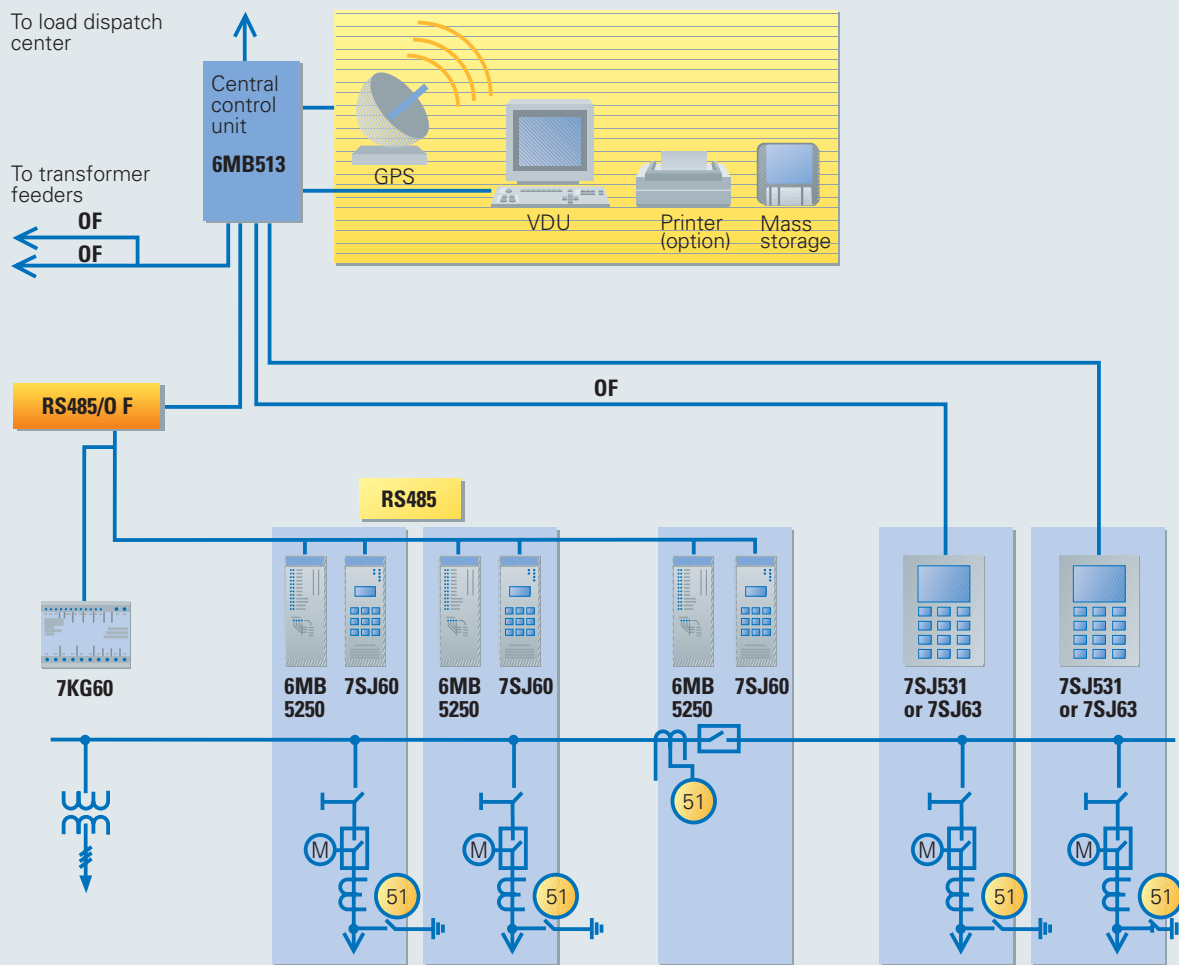 To load dispatch
center
Central
control
unit
6MB513
GPS
VDU
Printer
(option)
Mass
storage
To transformer
feeders
OF
OF
RS485/O F
OF
RS485
7KG60
6MB
5250
7SJ60
6MB
5250
7SJ60
6MB
5250
7SJ60
7SJ531
or 7SJ63
7SJ531
or 7SJ63
51
M
51
M
51
M
51
M
51